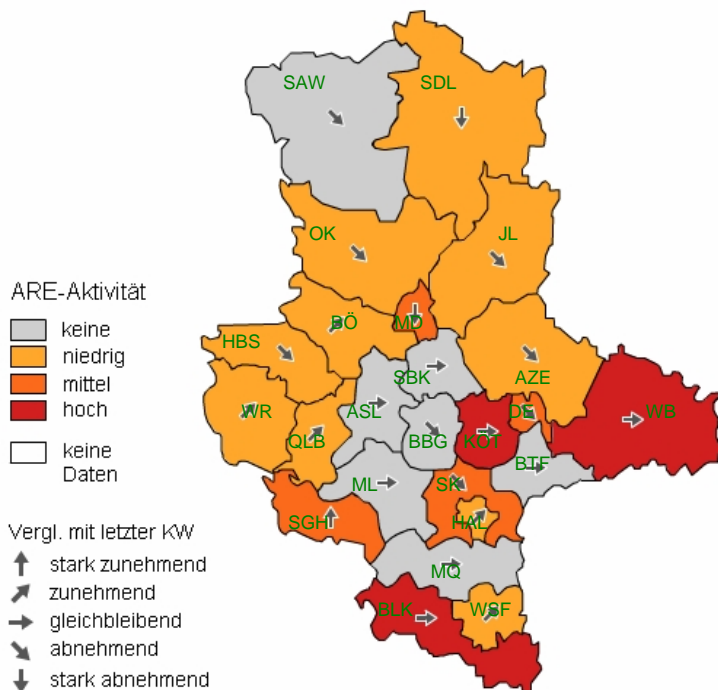 SAW
SDL
OK
JL
ARE-Aktivität
keine
niedrig
mittel
hoch
keine
Daten
BÖ
MD
HBS
SBK
AZE
WR
ASL
DE
WB
QLB
BBG
KÖT
BTF
ML
SK
SGH
HAL
MQ
BLK
WSF
Vergl. mit letzter KW
stark zunehmend
zunehmend
gleichbleibend
abnehmend
stark abnehmend